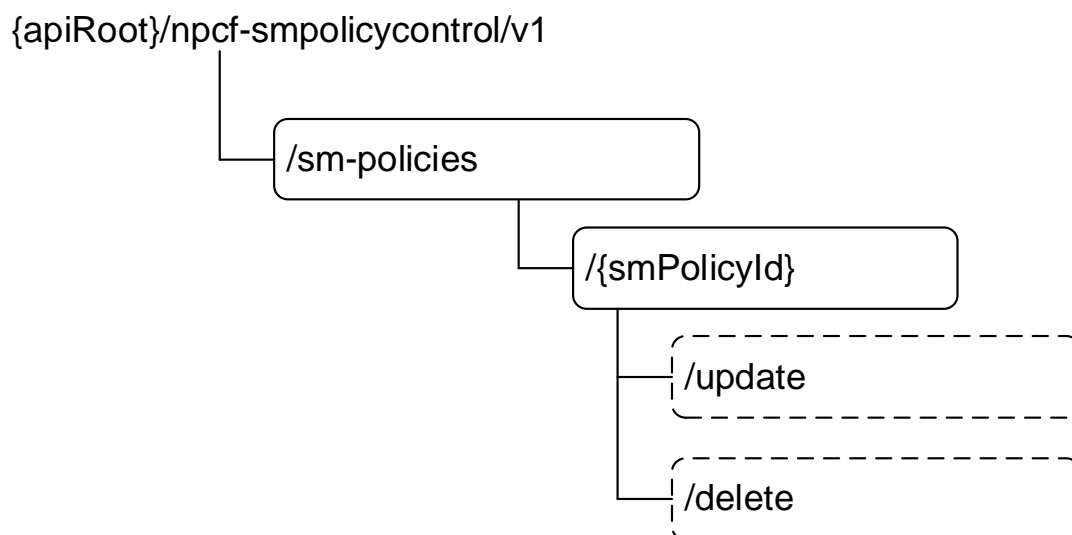 {apiRoot}/npcf-smpolicycontrol/v1
/sm-policies
/{smPolicyId}
/update
/delete